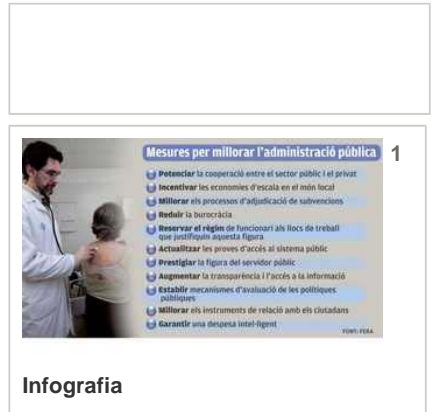 Mesures per millorar l'administració pública
1
Potenciar la cooperació entre el sector públic i el privat
Incentivar les economies d'escala en el món local
Millorar els processos d'adjudicació de subvencions
Reduir la burocràcia
Reservar el règim de funcionari als llocs de treball
que justifiquin aquesta figura
Actualitzar les proves d'accés al sistema públic
Prestigiar la figura del servidor públic
Augmentar la transparència i l'accés a la informació
Establir mecanismes d'avaluació de les polítiques
públiques
Millorar els instruments de relació amb els ciutadans
Garantir una despesa intel·ligent
FONT: FERA
Infografia